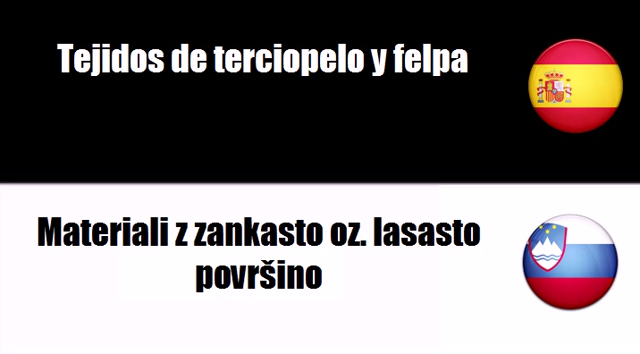 Tejidos de terciopelo y felpa
Materiali z zankasto oz. lasasto
površino